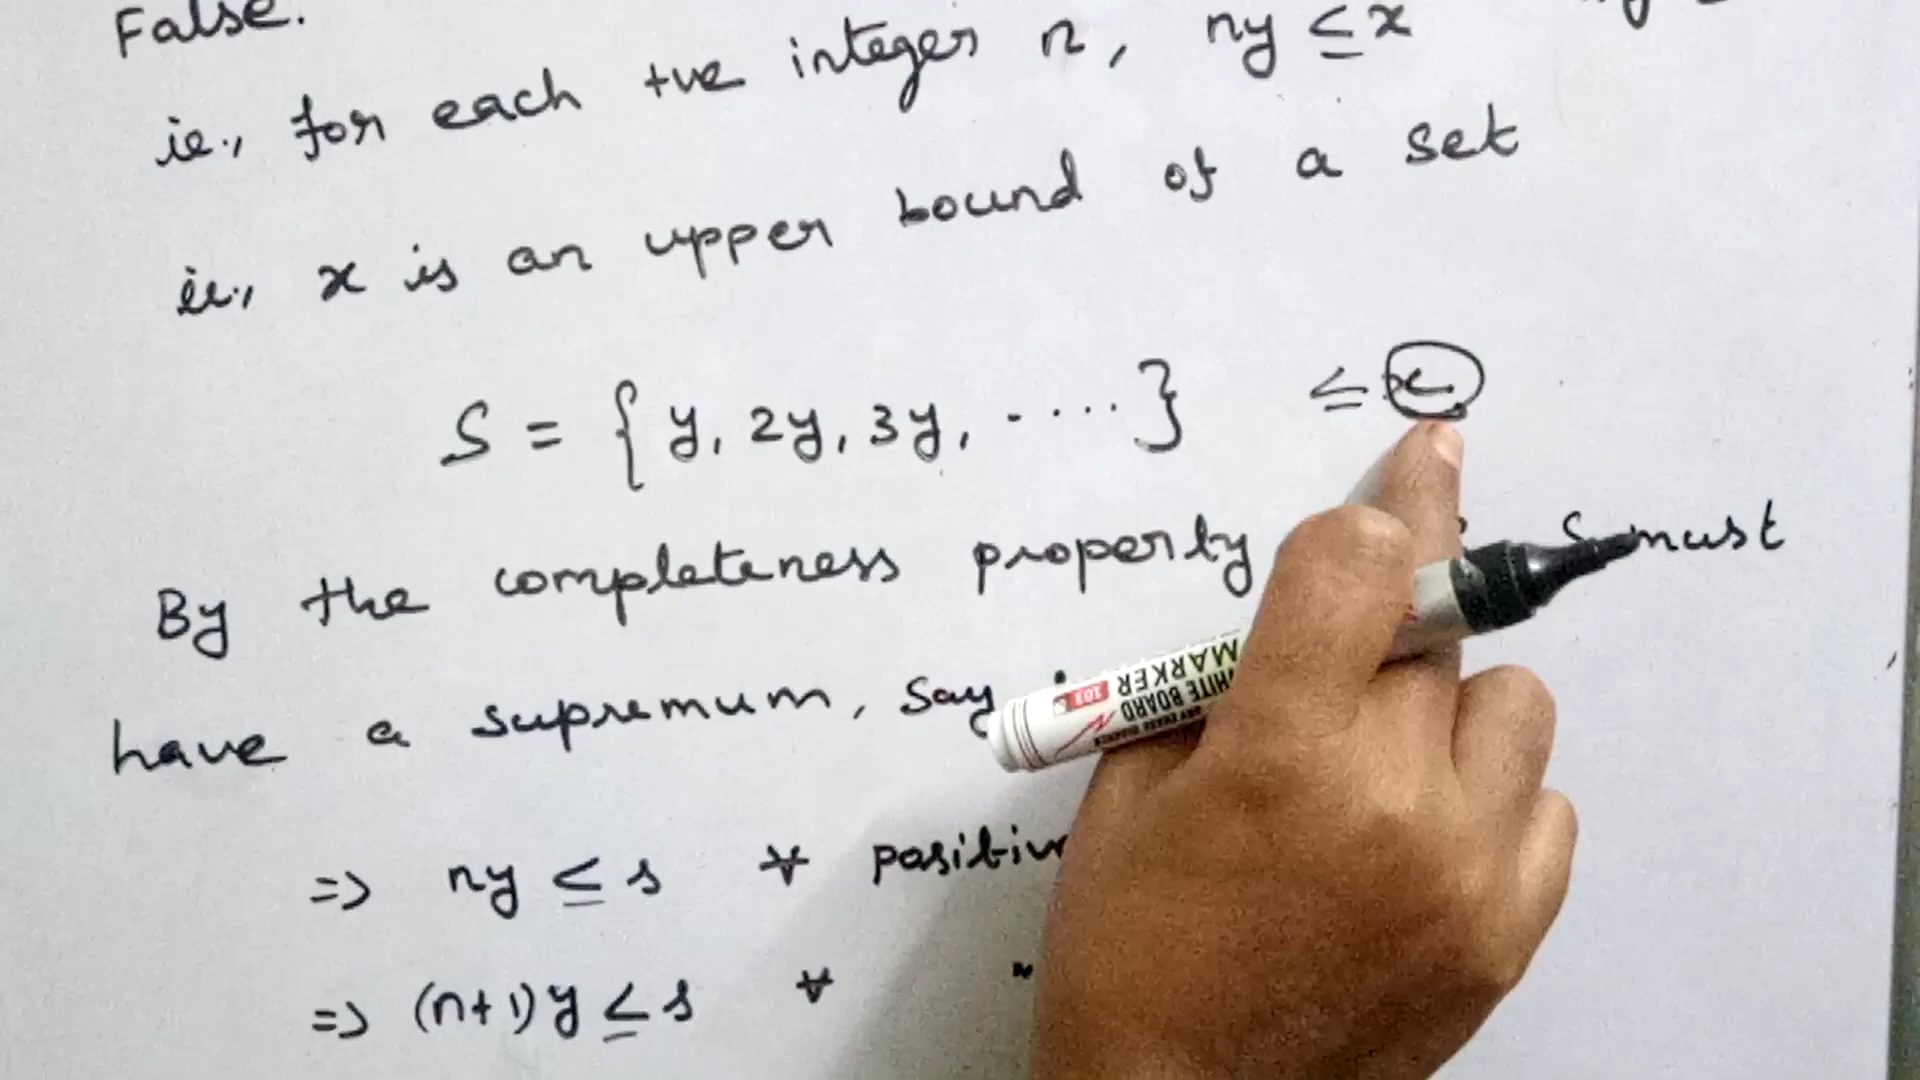 False.
ie., for each +ve integer n, ny ≤ x
ie., x is an upper bound of a set
S = { y, 2y, 3y, ..... } ≤ x
By the completeness property S must
have a supremum, say
⇒ ny ≤ s ∀
⇒ (n+1)y ≤ s ∀ "
WHITE BOARD
MARKER